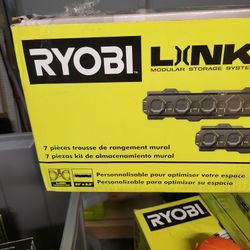 RYOBI LINK
MODULAR STORAGE SYSTEM
7 pièces trousse de rangement mural
7 piezas kit de almacenamiento mural
Personnalisable pour optimiser votre espace
Personalizable para optimizar su espacio
RYOBI